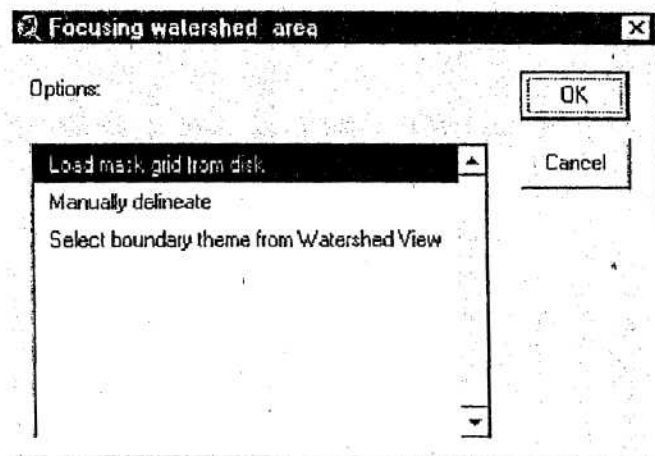 Focusing watershed area
Options:
OK
Load mask grid from disk
Cancel
Manually delineate
Select boundary theme from Watershed View